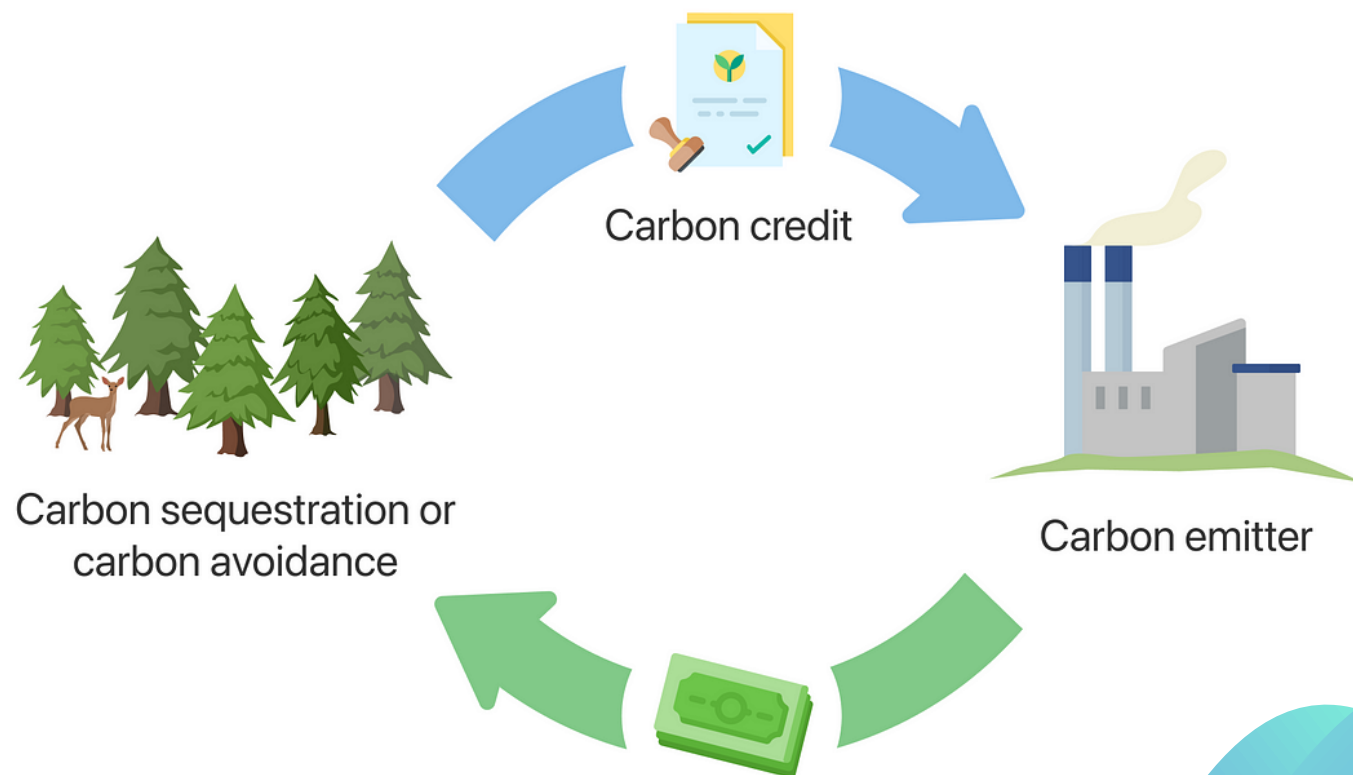 Carbon credit
Carbon sequestration or
carbon avoidance
Carbon emitter